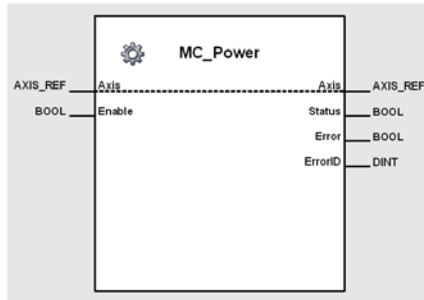 MC_Power
AXIS_REF Axis Axis AXIS_REF
BOOL Enable Status BOOL
Error BOOL
ErrorID DINT